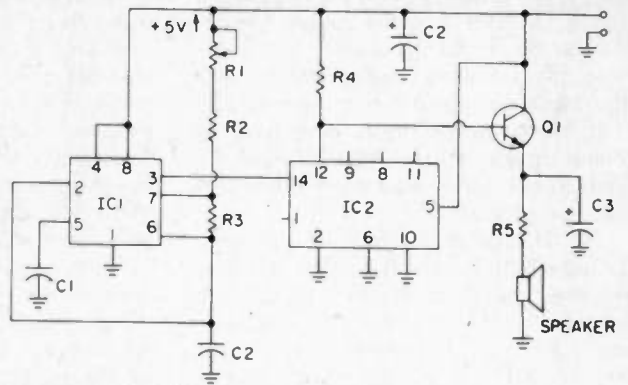 +5V
C2
R1
R4
Q1
R2
4 8
12 9 8 11
2 3 14
7
IC1 IC2 5
5 R3
1
6 C3
1 2 6 10 R5
C1
SPEAKER
C2